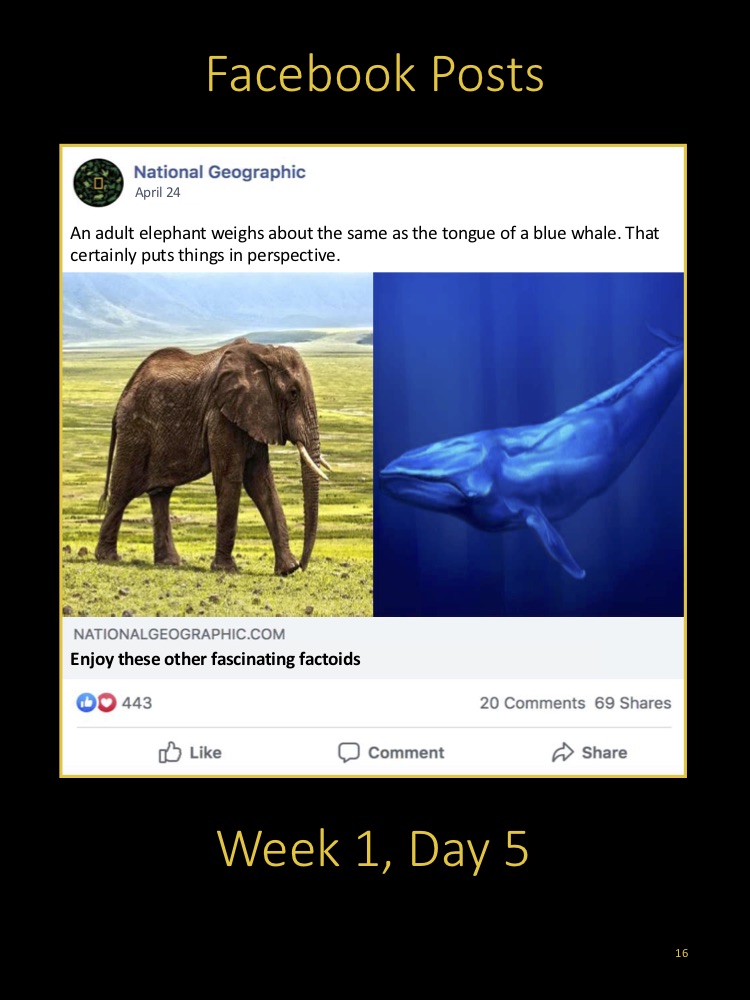 Facebook Posts
National Geographic
April 24
An adult elephant weighs about the same as the tongue of a blue whale. That
certainly puts things in perspective.
NATIONALGEOGRAPHIC.COM
Enjoy these other fascinating factoids
443
20 Comments 69 Shares
Like
Comment
Share
Week 1, Day 5
16